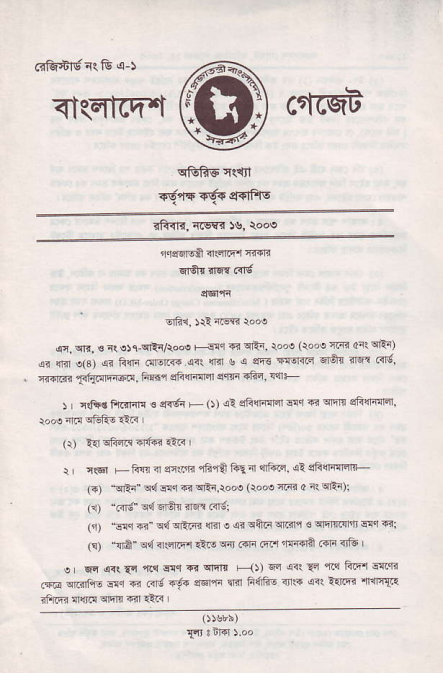 রেজিস্টার্ড নং ডি এ-১
বাংলাদেশ গেজেট
গণপ্রজাতন্ত্রী বাংলাদেশ
সরকার
অতিরিক্ত সংখ্যা
কর্তৃপক্ষ কর্তৃক প্রকাশিত
রবিবার, নভেম্বর ১৬, ২০০৩
গণপ্রজাতন্ত্রী বাংলাদেশ সরকার
জাতীয় রাজস্ব বোর্ড
প্রজ্ঞাপন
তারিখ, ১২ই নভেম্বর ২০০৩
এস, আর, ও নং ৩১৭-আইন/২০০৩।—ভ্রমণ কর আইন, ২০০৩ (২০০৩ সনের ৫নং আইন)
এর ধারা ৩(৪) এর বিধান মোতাবেক এবং ধারা ৬ এ প্রদত্ত ক্ষমতাবলে জাতীয় রাজস্ব বোর্ড,
সরকারের পূর্বানুমোদনক্রমে, নিম্নরূপ প্রবিধানমালা প্রণয়ন করিল, যথাঃ—
১। সংক্ষিপ্ত শিরোনাম ও প্রবর্তন।— (১) এই প্রবিধানমালা ভ্রমণ কর আদায় প্রবিধানমালা,
২০০৩ নামে অভিহিত হইবে।
(২) ইহা অবিলম্বে কার্যকর হইবে।
২। সংজ্ঞা।— বিষয় বা প্রসংগের পরিপন্থী কিছু না থাকিলে, এই প্রবিধানমালায়—
(ক) “আইন” অর্থ ভ্রমণ কর আইন,২০০৩ (২০০৩ সনের ৫ নং আইন);
(খ) “বোর্ড” অর্থ জাতীয় রাজস্ব বোর্ড;
(গ) “ভ্রমণ কর” অর্থ আইনের ধারা ৩ এর অধীনে আরোপ ও আদায়যোগ্য ভ্রমণ কর;
(ঘ) “যাত্রী” অর্থ বাংলাদেশ হইতে অন্য কোন দেশে গমনকারী কোন ব্যক্তি।
৩। জল এবং স্থল পথে ভ্রমণ কর আদায়।—(১) জল এবং স্থল পথে বিদেশ ভ্রমণের
ক্ষেত্রে আরোপিত ভ্রমণ কর বোর্ড কর্তৃক প্রজ্ঞাপন দ্বারা নির্ধারিত ব্যাংক এবং ইহাদের শাখাসমূহে
রশিদের মাধ্যমে আদায় করা হইবে।
(১১৬৮৯)
মূল্য ঃ টাকা ১.০০